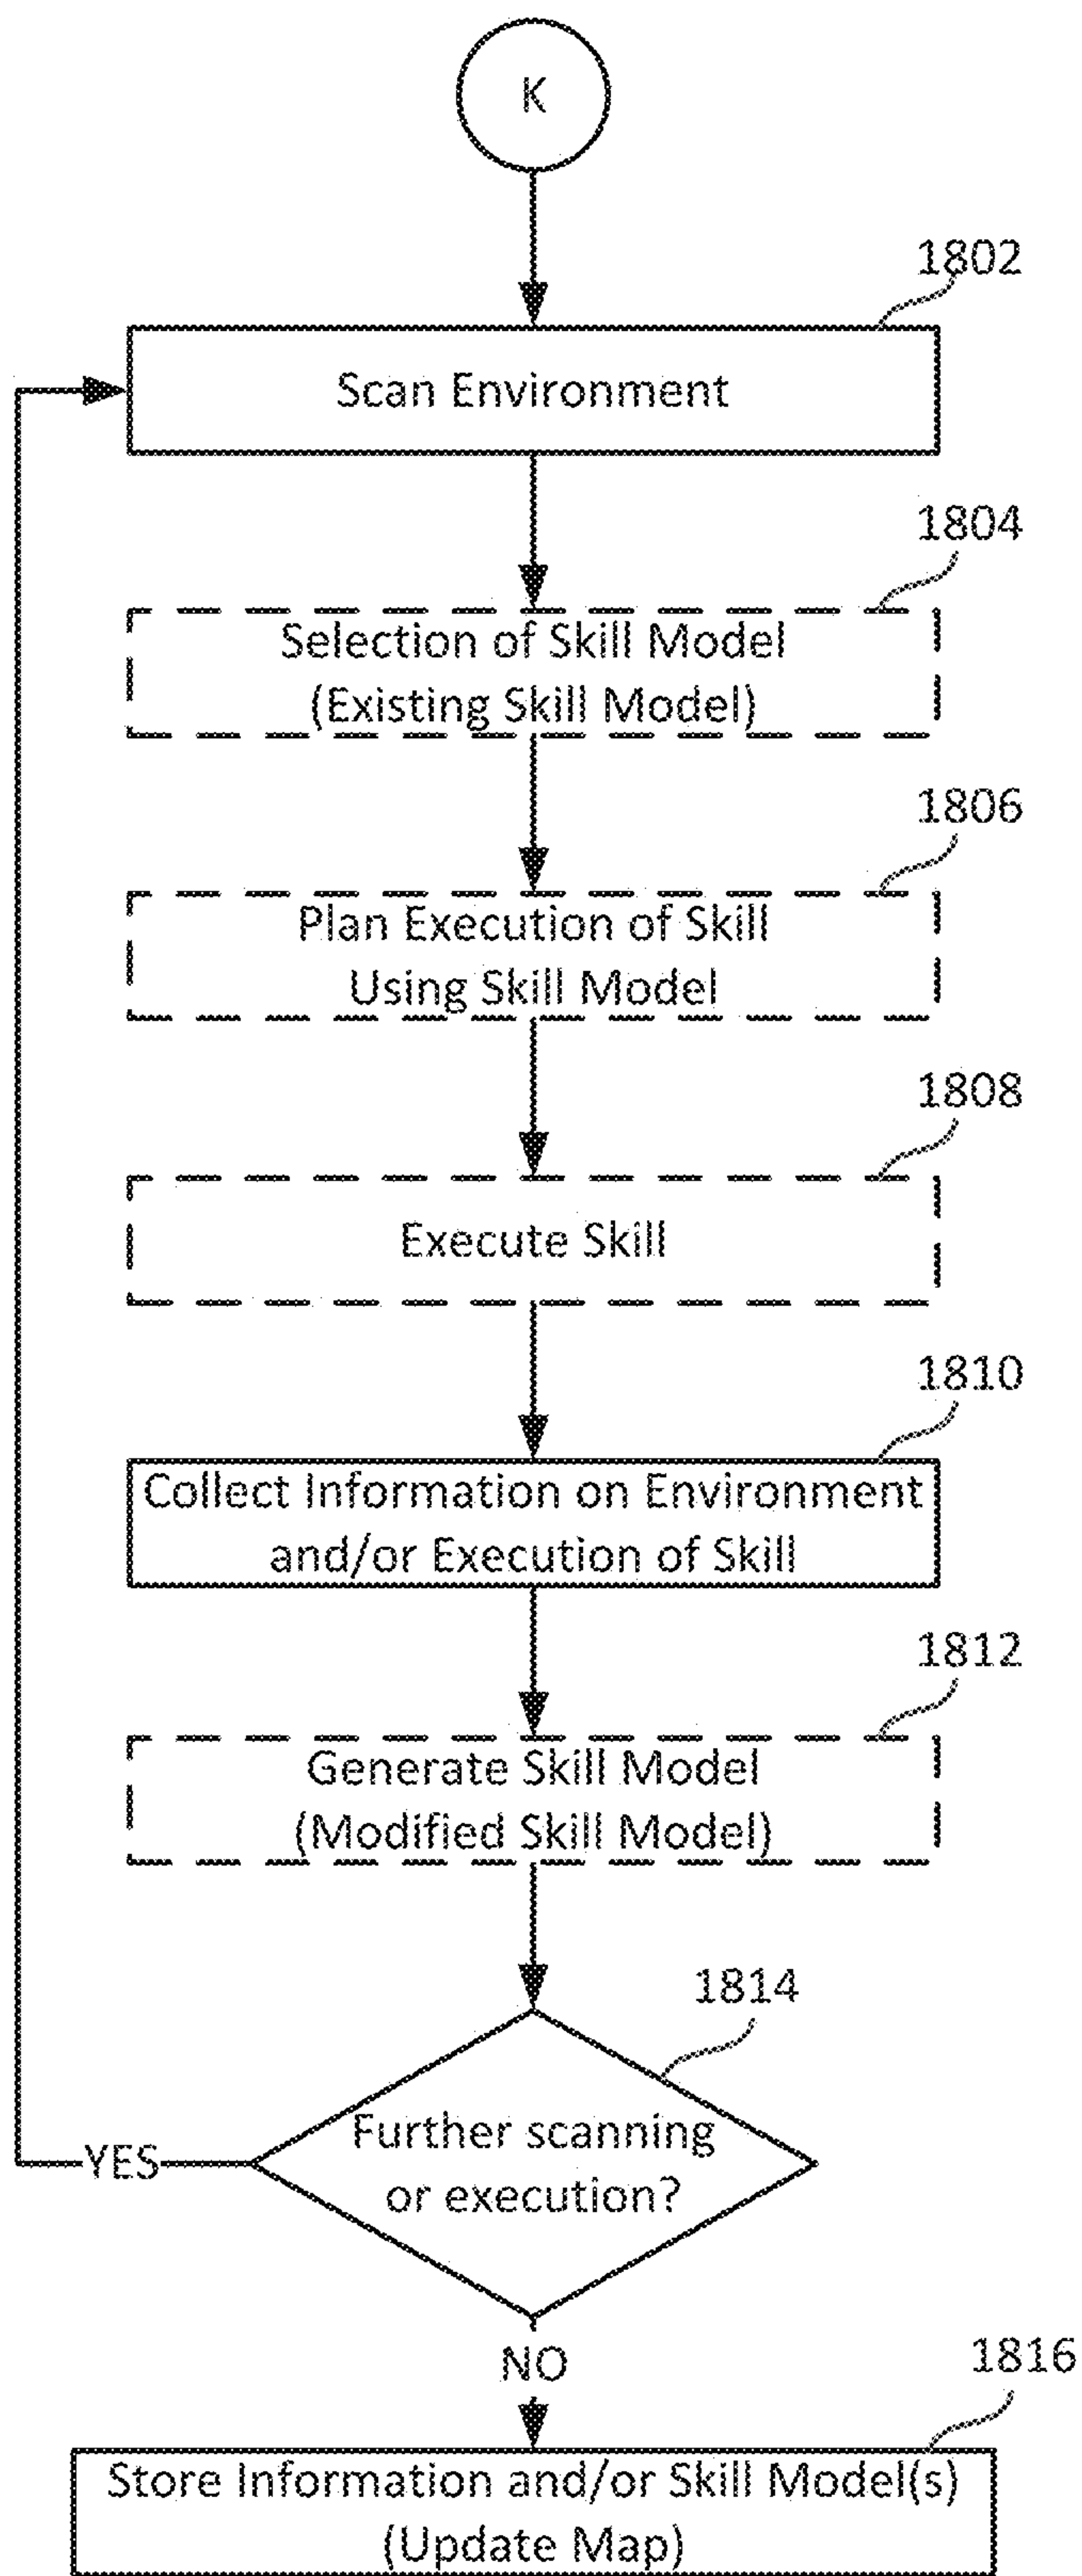 K
1802
Scan Environment
1804
Selection of Skill Model
(Existing Skill Model)
1806
Plan Execution of Skill
Using Skill Model
1808
Execute Skill
1810
Collect Information on Environment
and/or Execution of Skill
1812
Generate Skill Model
(Modified Skill Model)
1814
Further scanning
or execution?
YES
NO
1816
Store Information and/or Skill Model(s)
(Update Map)